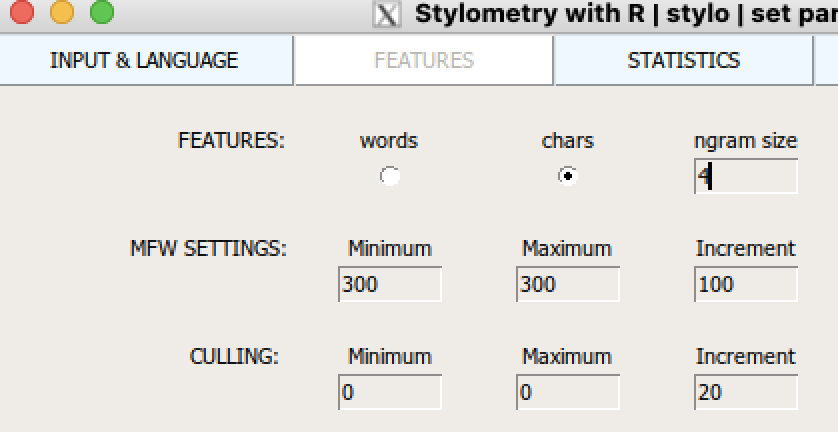 Stylometry with R | stylo | set par
INPUT & LANGUAGE FEATURES STATISTICS
FEATURES: words chars ngram size
4
MFW SETTINGS: Minimum Maximum Increment
300 300 100
CULLING: Minimum Maximum Increment
0 0 20